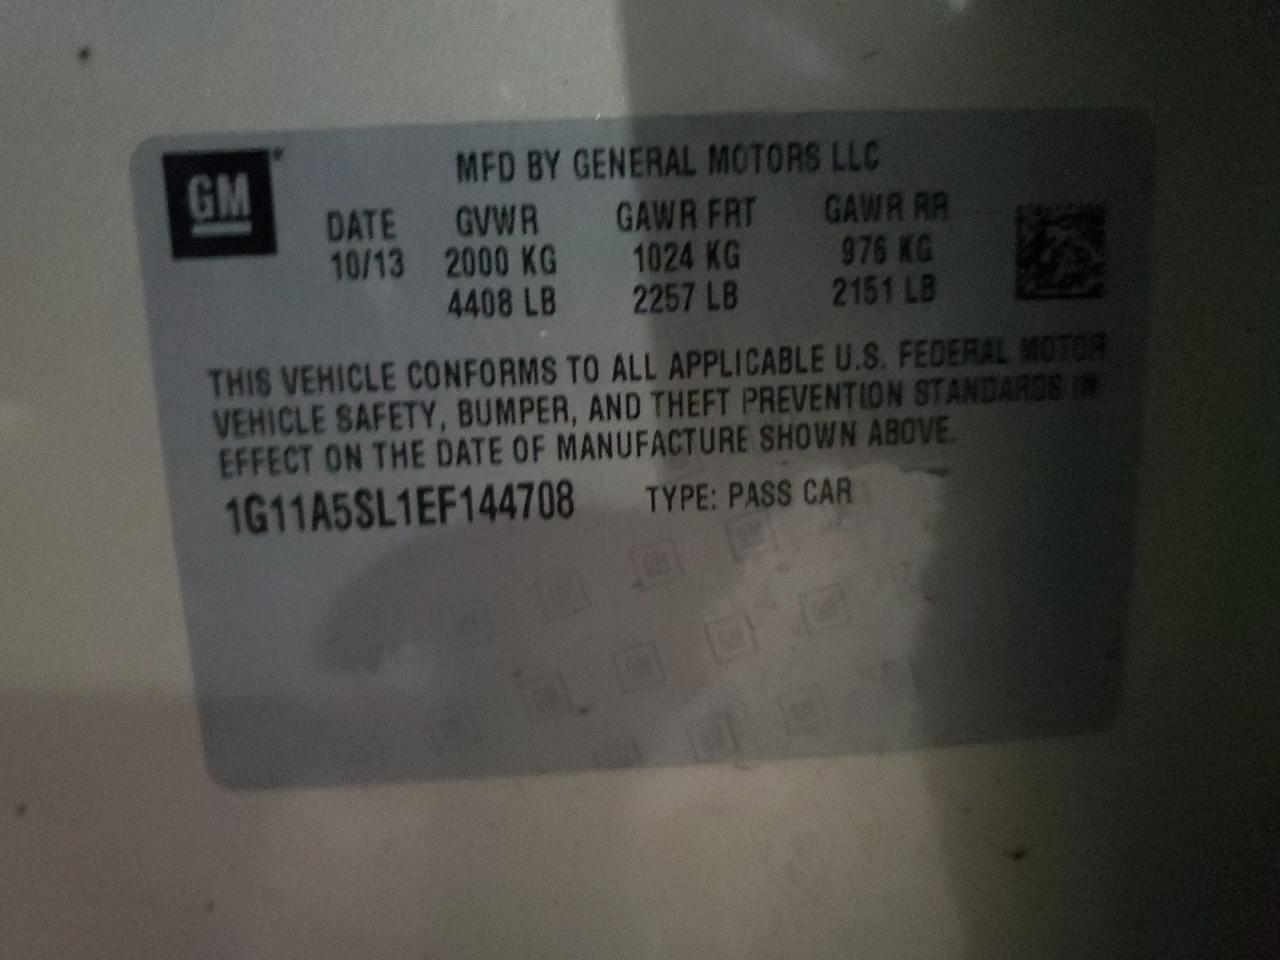 GM
MFD BY GENERAL MOTORS LLC
DATE GVWR GAWR FRT GAWR RR
10/13 2000 KG 1024 KG 976 KG
4408 LB 2257 LB 2151 LB
THIS VEHICLE CONFORMS TO ALL APPLICABLE U.S. FEDERAL MOTOR
VEHICLE SAFETY, BUMPER, AND THEFT PREVENTION STANDARDS IN
EFFECT ON THE DATE OF MANUFACTURE SHOWN ABOVE.
1G11A5SL1EF144708 TYPE: PASS CAR